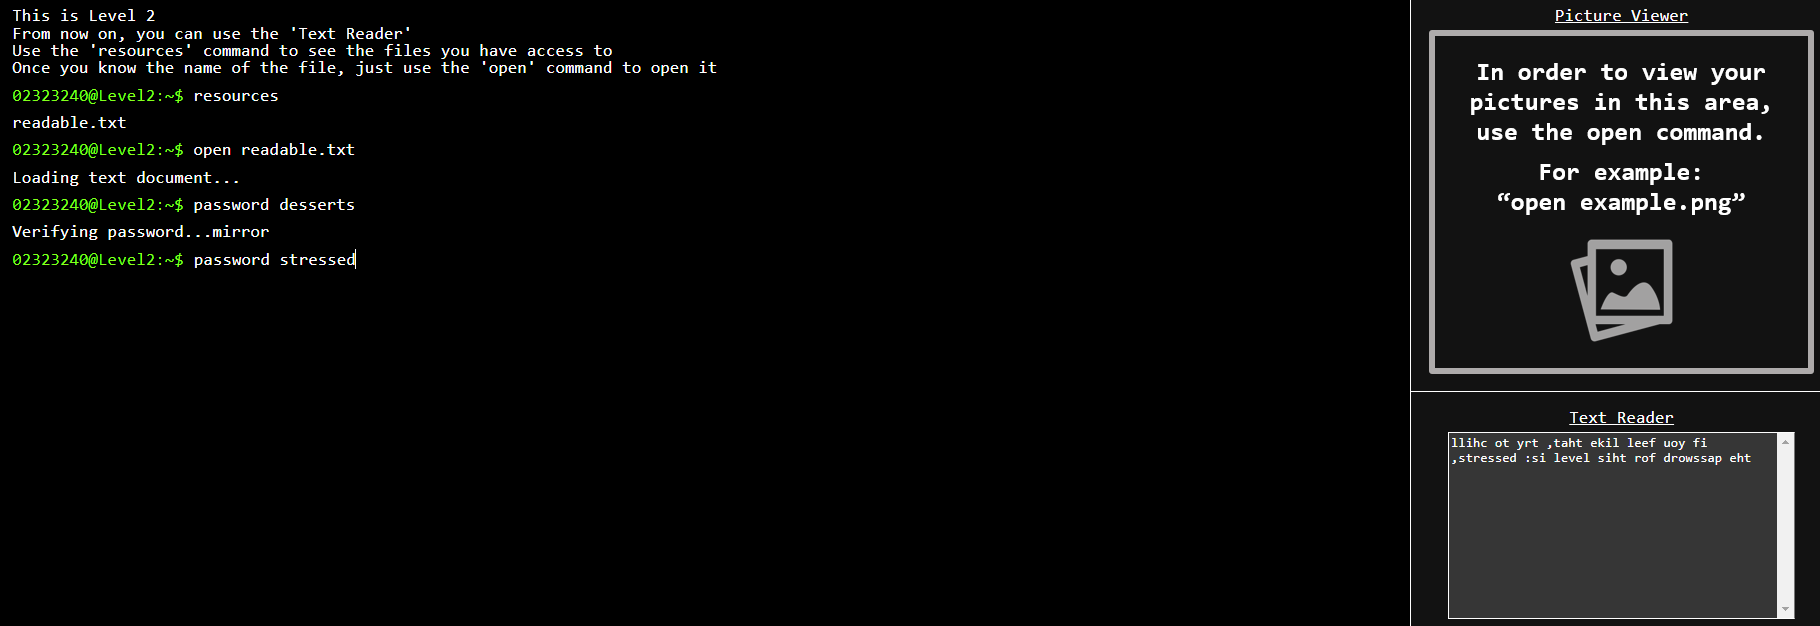 This is Level 2
From now on, you can use the 'Text Reader'
Use the 'resources' command to see the files you have access to
Once you know the name of the file, just use the 'open' command to open it
02323240@Level2:~$ resources
readable.txt
02323240@Level2:~$ open readable.txt
Loading text document...
02323240@Level2:~$ password desserts
Verifying password...mirror
02323240@Level2:~$ password stressed
Picture Viewer
In order to view your
pictures in this area,
use the open command.
For example:
“open example.png”
Text Reader
llihc ot yrt ,taht ekil leef uoy fi
,stressed :si level siht rof drowssap eht